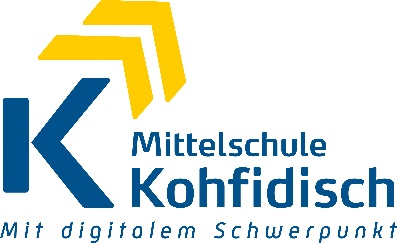 K
Mittelschule
Kohfidisch
Mit digitalem Schwerpunkt